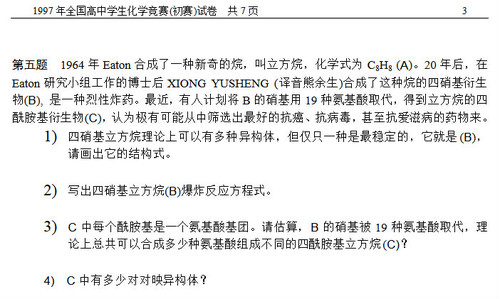 1997 年全国高中学生化学竞赛(初赛)试卷 共 7 页 3
第五题 1964 年 Eaton 合成了一种新奇的烷，叫立方烷，化学式为 C₈H₈ (A)。20 年后，在
Eaton 研究小组工作的博士后 XIONG YUSHENG (译音熊余生)合成了这种烷的四硝基衍生
物(B), 是一种烈性炸药。最近，有人计划将 B 的硝基用 19 种氨基酸取代，得到立方烷的四
酰胺基衍生物(C)，认为极有可能从中筛选出最好的抗癌、抗病毒，甚至抗爱滋病的药物来。
1) 四硝基立方烷理论上可以有多种异构体，但仅只一种是最稳定的，它就是 (B)，
请画出它的结构式。
2) 写出四硝基立方烷(B)爆炸反应方程式。
3) C 中每个酰胺基是一个氨基酸基团。请估算，B 的硝基被 19 种氨基酸取代，理
论上总共可以合成多少种氨基酸组成不同的四酰胺基立方烷(C)？
4) C 中有多少对对映异构体？